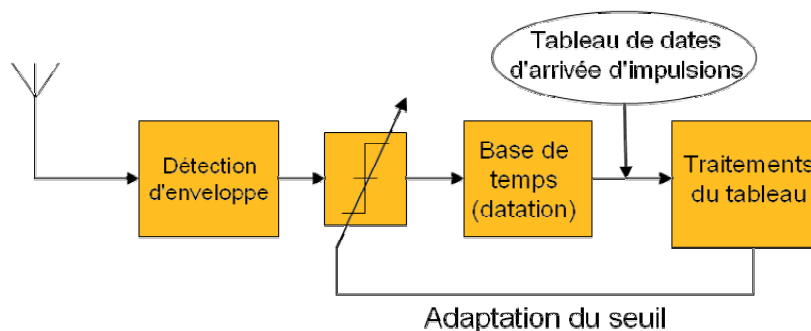 Tableau de dates
d'arrivée d'impulsions
Détection
d'enveloppe
Base de
temps
(datation)
Traitements
du tableau
Adaptation du seuil